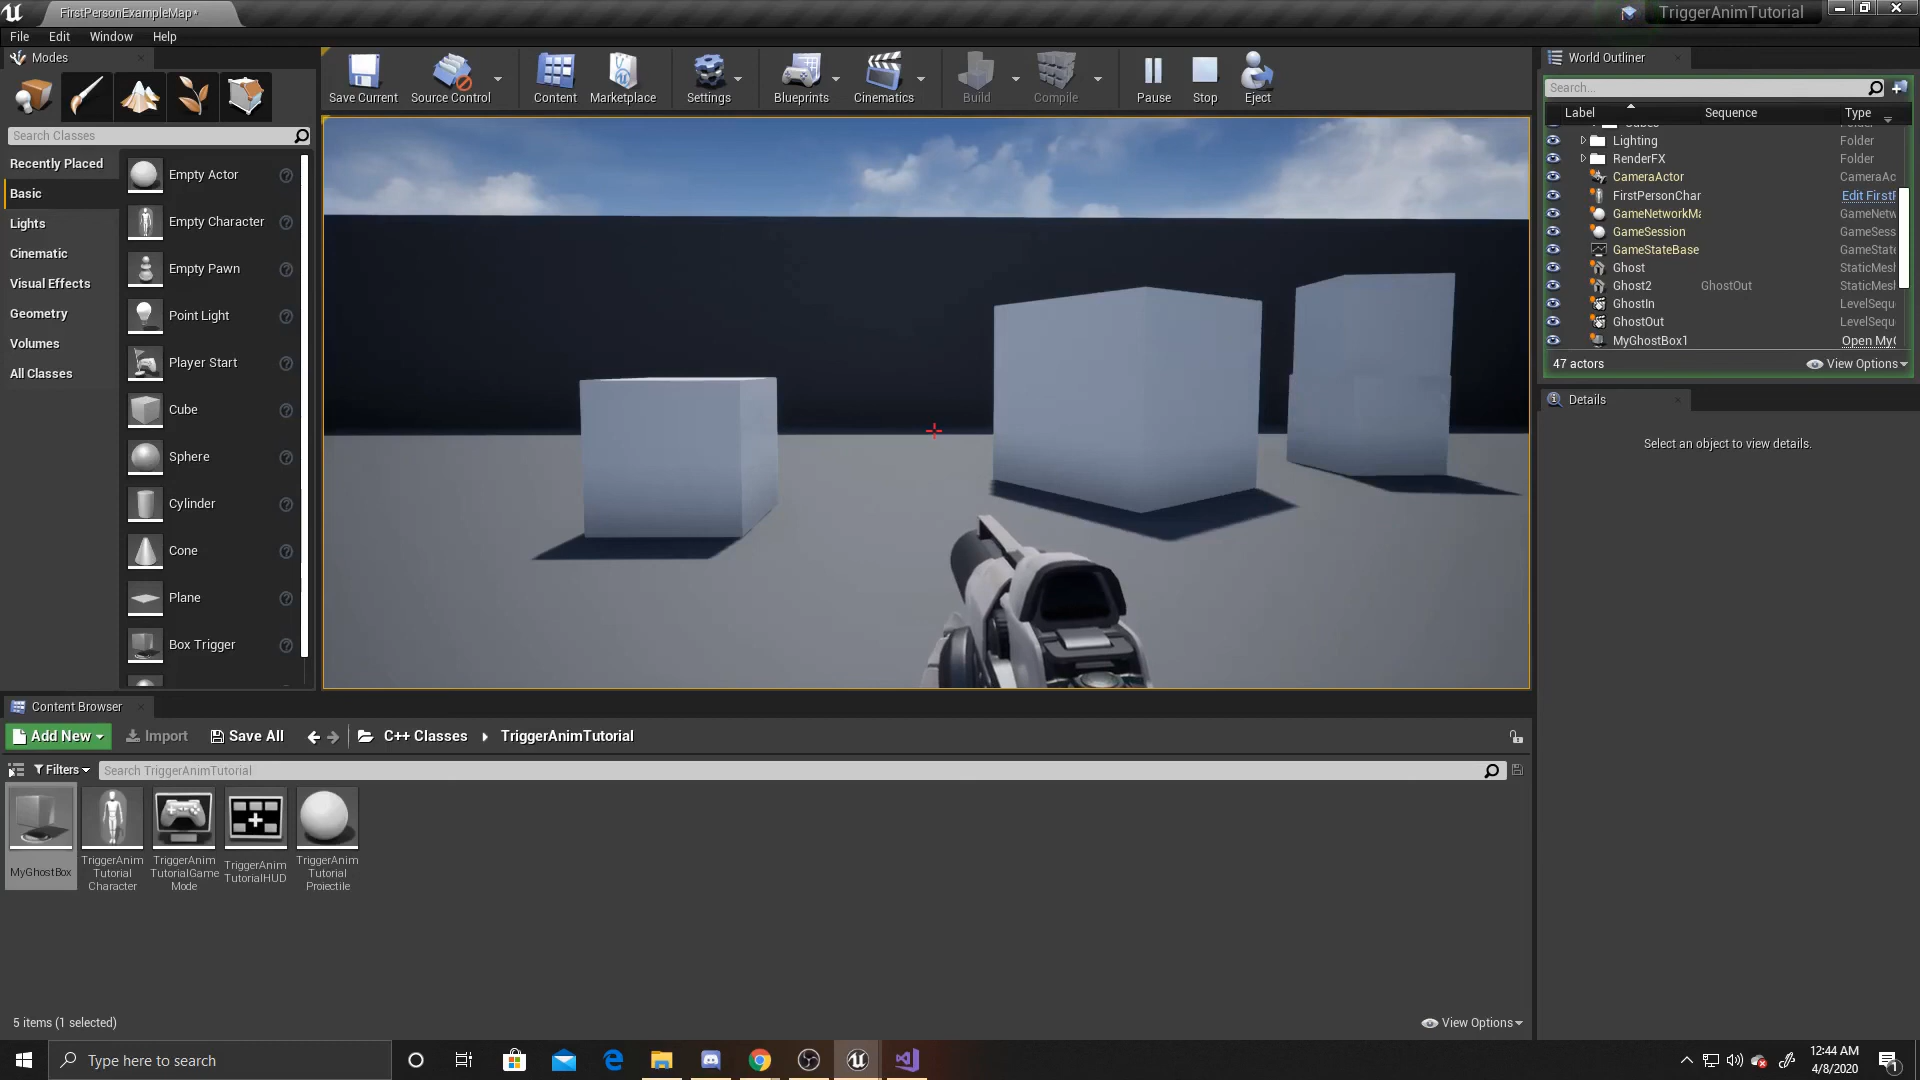 FirstPersonExampleMap*
TriggerAnimTutorial
File Edit Window Help
Modes
Search Classes
Recently Placed
Basic
Lights
Cinematic
Visual Effects
Geometry
Volumes
All Classes
Empty Actor
Empty Character
Empty Pawn
Point Light
Player Start
Cube
Sphere
Cylinder
Cone
Plane
Box Trigger
Save Current
Source Control
Content
Marketplace
Settings
Blueprints
Cinematics
Build
Compile
Pause
Stop
Eject
World Outliner
Search...
Label Sequence Type
Lighting Folder
RenderFX Folder
CameraActor CameraAc
FirstPersonChar Edit FirstP
GameNetworkMa GameNetw
GameSession GameSess
GameStateBase GameState
Ghost StaticMesh
Ghost2 GhostOut StaticMesh
GhostIn LevelSequ
GhostOut LevelSequ
MyGhostBox1 Open MyG
47 actors View Options
Details
Select an object to view details.
Content Browser
Add New Import Save All C++ Classes TriggerAnimTutorial
Filters Search TriggerAnimTutorial
MyGhostBox
TriggerAnim
Tutorial
Character
TriggerAnim
TutorialGame
Mode
TriggerAnim
TutorialHUD
TriggerAnim
Tutorial
Projectile
5 items (1 selected) View Options
Type here to search
12:44 AM
4/8/2020
1